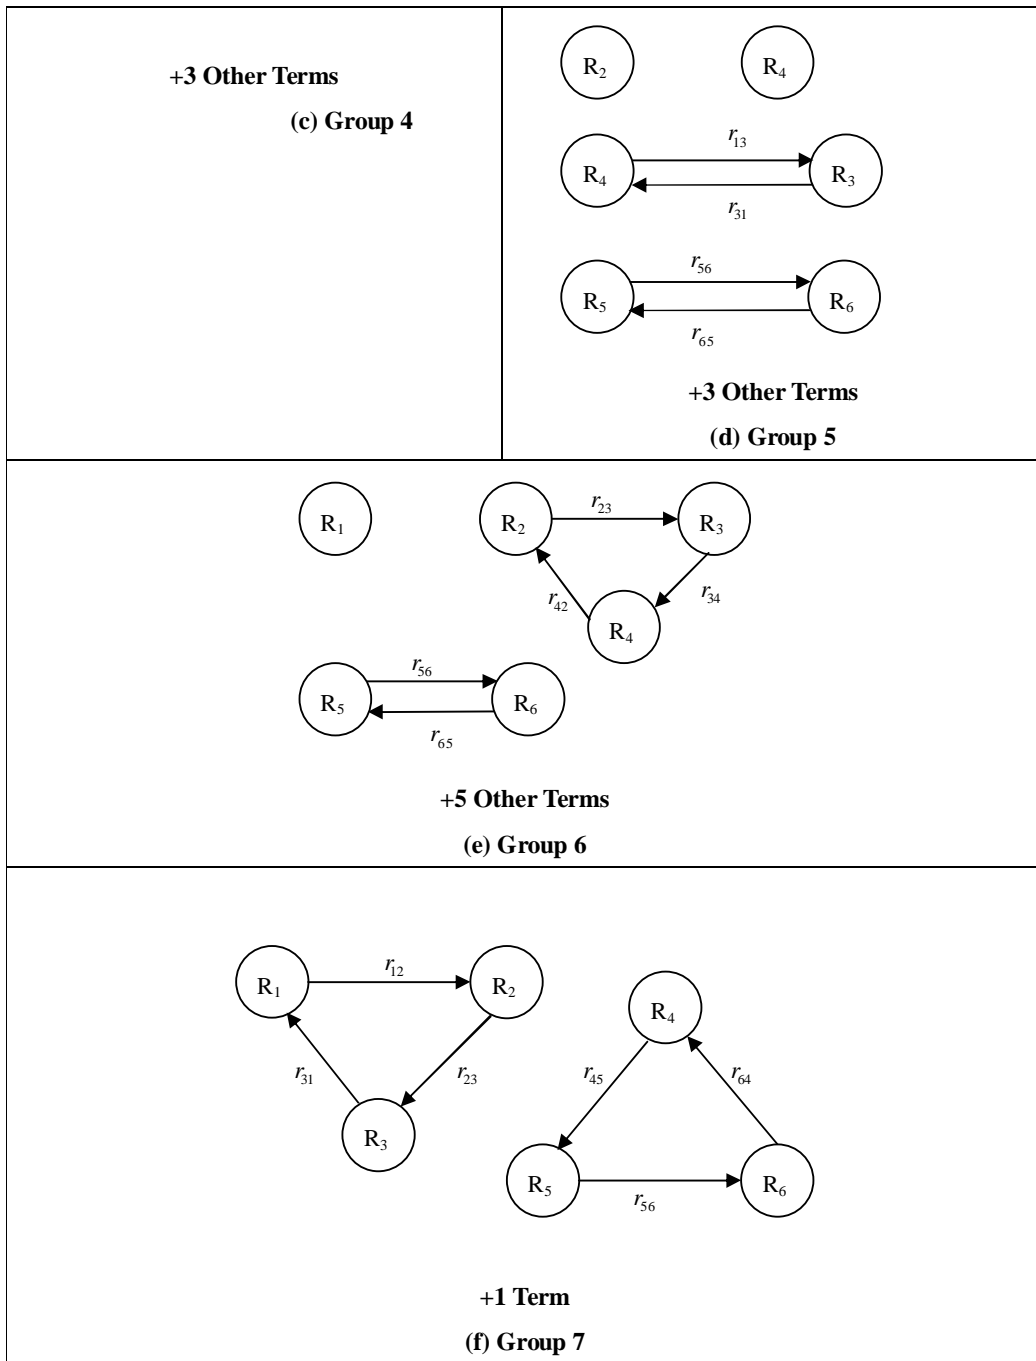 +3 Other Terms
(c) Group 4
R2 R4
r13
R4 R3
r31
r56
R5 R6
r65
+3 Other Terms
(d) Group 5
R1 R2 r23 R3
r42 r34
R4
r56
R5 R6
r65
+5 Other Terms
(e) Group 6
R1 r12 R2
R4
r31 r23 r45 r64
R3
R5 R6
r56
+1 Term
(f) Group 7